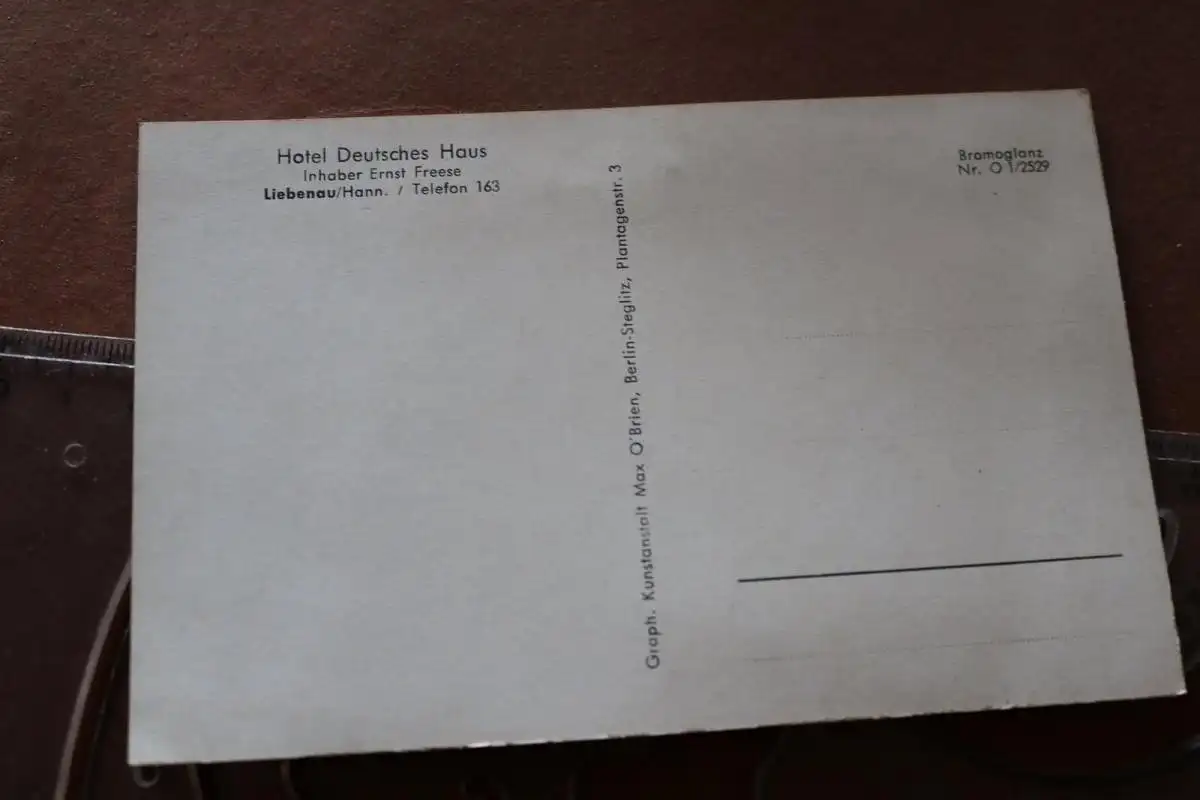 Hotel Deutsches Haus
Inhaber Ernst Freese
Liebenau/Hann. / Telefon 163
Graph. Kunstanstalt Max O'Brien, Berlin-Steglitz, Plantagenstr. 3
Bromoglanz
Nr. O 1/2529